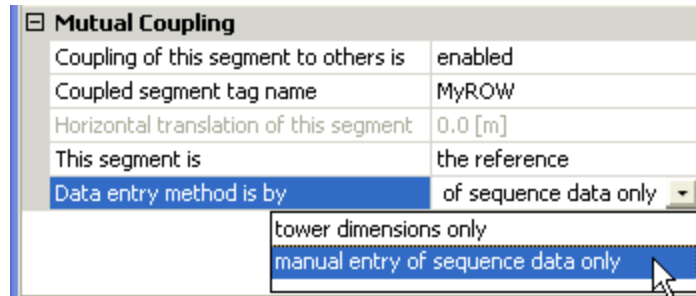 Mutual Coupling
Coupling of this segment to others is enabled
Coupled segment tag name MyROW
Horizontal translation of this segment 0.0 [m]
This segment is the reference
Data entry method is by of sequence data only
tower dimensions only
manual entry of sequence data only